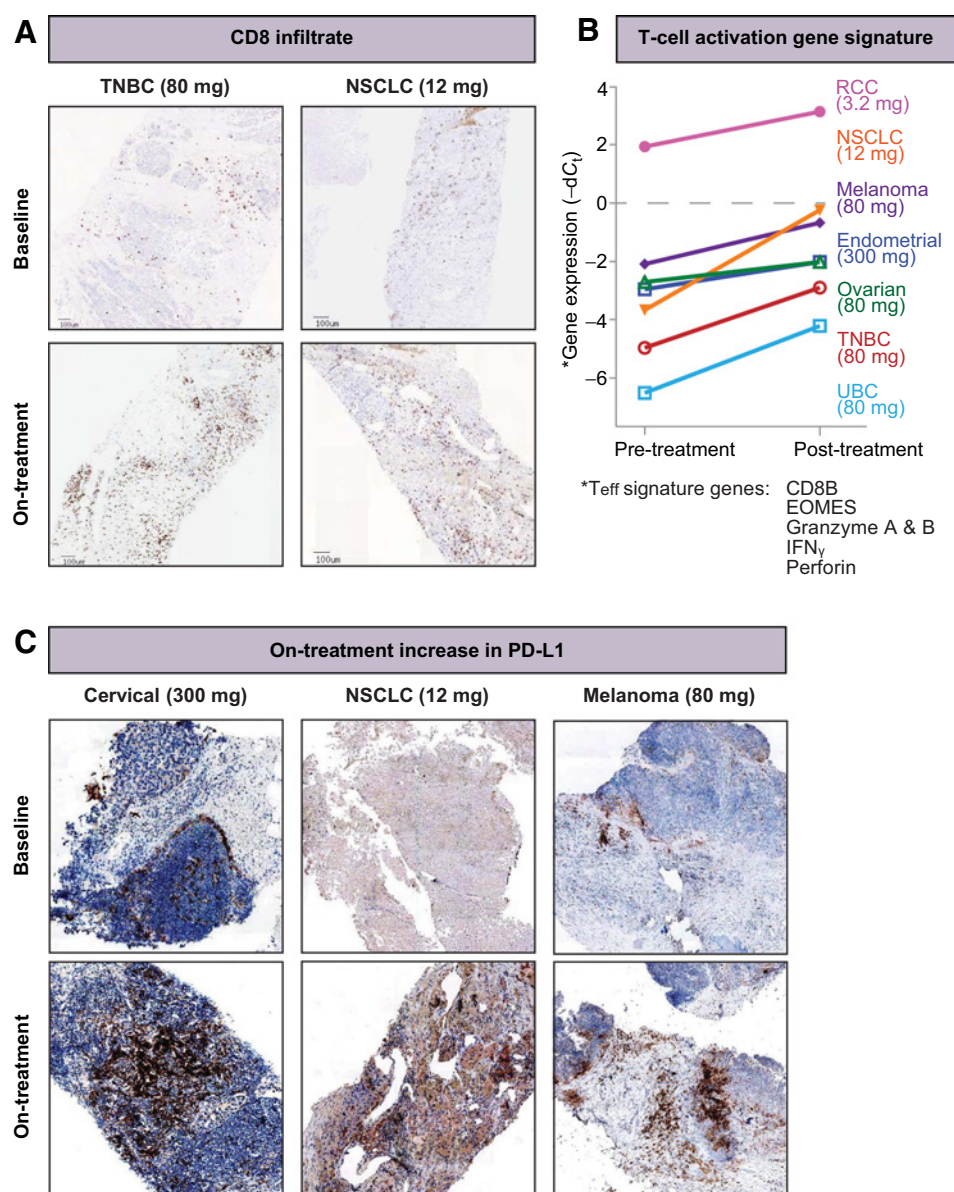 A
CD8 infiltrate
TNBC (80 mg)
NSCLC (12 mg)
Baseline
100um
100um
On-treatment
100um
100um
B
T-cell activation gene signature
*Gene expression (–dCt)
4
2
0
–2
–4
–6
RCC
(3.2 mg)
NSCLC
(12 mg)
Melanoma
(80 mg)
Endometrial
(300 mg)
Ovarian
(80 mg)
TNBC
(80 mg)
UBC
(80 mg)
Pre-treatment
Post-treatment
*Teff signature genes:
CD8B
EOMES
Granzyme A & B
IFNγ
Perforin
C
On-treatment increase in PD-L1
Cervical (300 mg)
NSCLC (12 mg)
Melanoma (80 mg)
Baseline
On-treatment